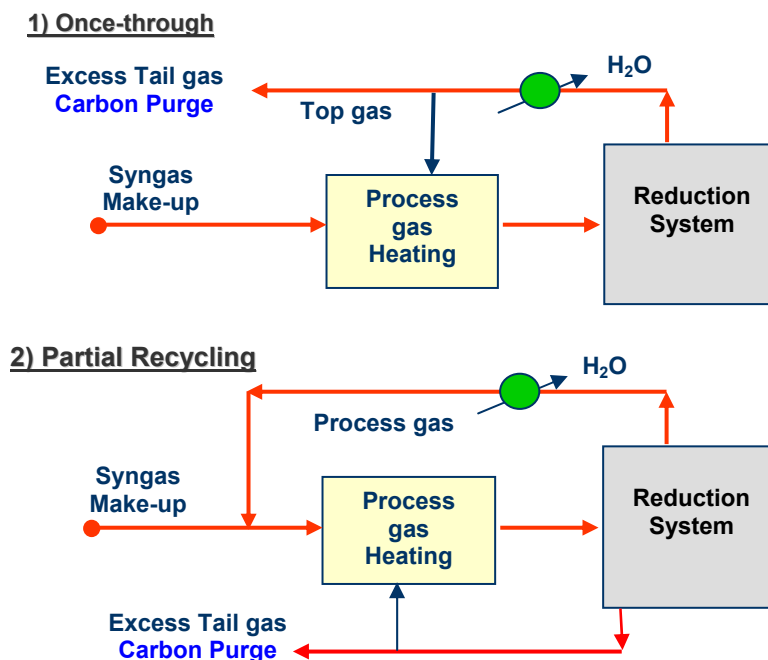 1) Once-through
H₂O
Excess Tail gas
Carbon Purge
Top gas
Syngas
Make-up
Process
gas
Heating
Reduction
System
2) Partial Recycling
H₂O
Process gas
Syngas
Make-up
Process
gas
Heating
Reduction
System
Excess Tail gas
Carbon Purge